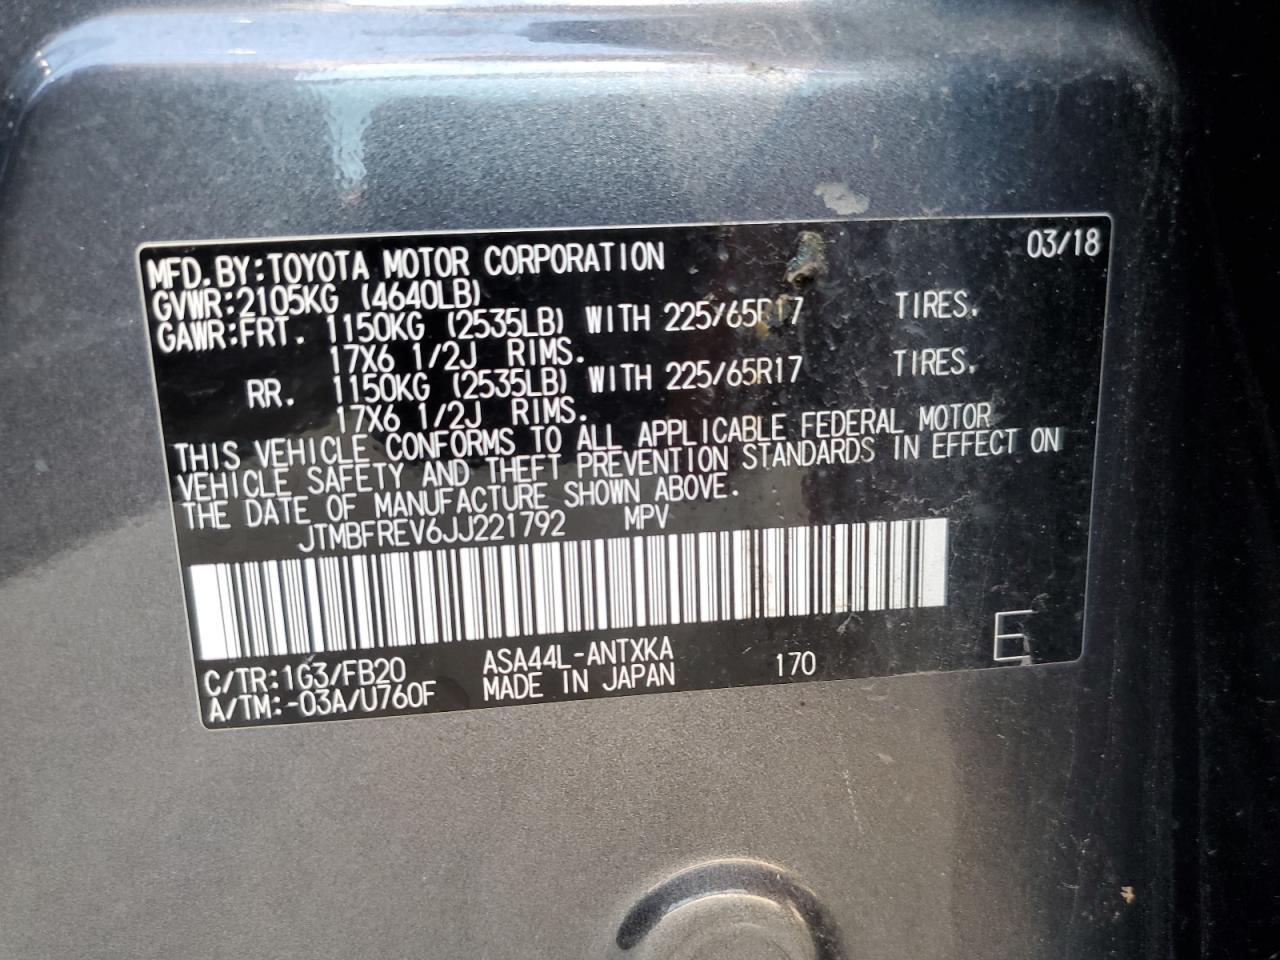 MFD.BY:TOYOTA MOTOR CORPORATION 03/18
GVWR:2105KG (4640LB)
GAWR:FRT. 1150KG (2535LB) WITH 225/65R17 TIRES.
17X6 1/2J RIMS.
RR. 1150KG (2535LB) WITH 225/65R17 TIRES.
17X6 1/2J RIMS.
THIS VEHICLE CONFORMS TO ALL APPLICABLE FEDERAL MOTOR
VEHICLE SAFETY AND THEFT PREVENTION STANDARDS IN EFFECT ON
THE DATE OF MANUFACTURE SHOWN ABOVE.
JTMBFREV6JJ221792 MPV
C/TR:1G3/FB20 ASA44L-ANTXKA 170 E
A/TM:-03A/U760F MADE IN JAPAN